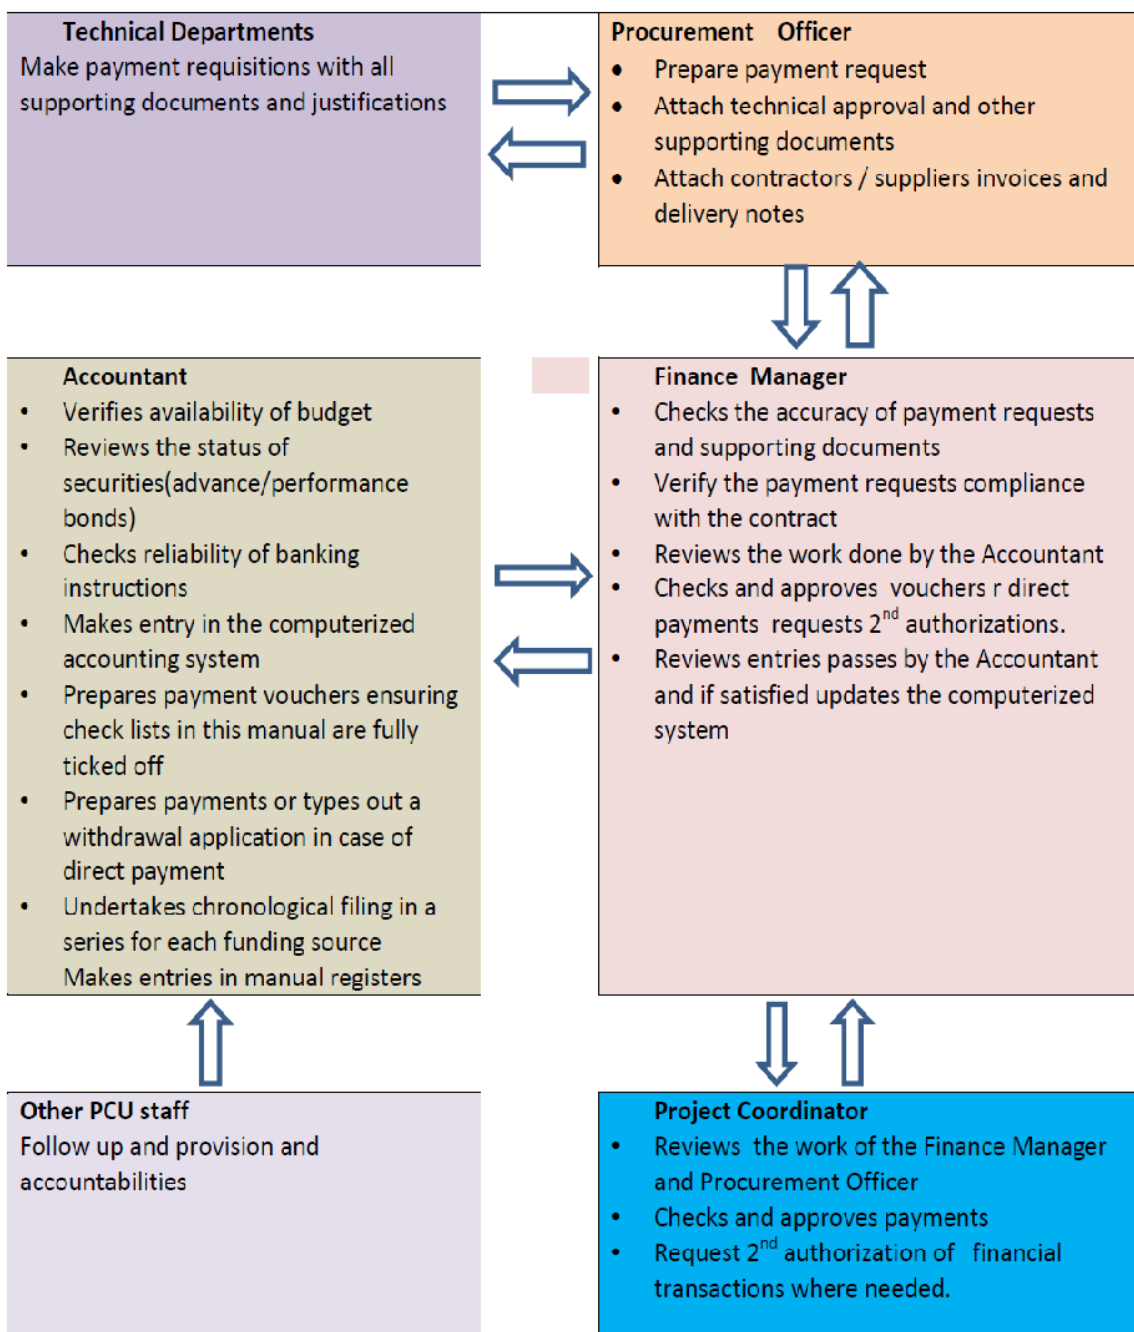 Technical Departments
Make payment requisitions with all
supporting documents and justifications
Procurement Officer
• Prepare payment request
• Attach technical approval and other
supporting documents
• Attach contractors / suppliers invoices and
delivery notes
Accountant
• Verifies availability of budget
• Reviews the status of
securities(advance/performance
bonds)
• Checks reliability of banking
instructions
• Makes entry in the computerized
accounting system
• Prepares payment vouchers ensuring
check lists in this manual are fully
ticked off
• Prepares payments or types out a
withdrawal application in case of
direct payment
• Undertakes chronological filing in a
series for each funding source
Makes entries in manual registers
Finance Manager
• Checks the accuracy of payment requests
and supporting documents
• Verify the payment requests compliance
with the contract
• Reviews the work done by the Accountant
• Checks and approves vouchers r direct
payments requests 2nd authorizations.
• Reviews entries passes by the Accountant
and if satisfied updates the computerized
system
Other PCU staff
Follow up and provision and
accountabilities
Project Coordinator
• Reviews the work of the Finance Manager
and Procurement Officer
• Checks and approves payments
• Request 2nd authorization of financial
transactions where needed.